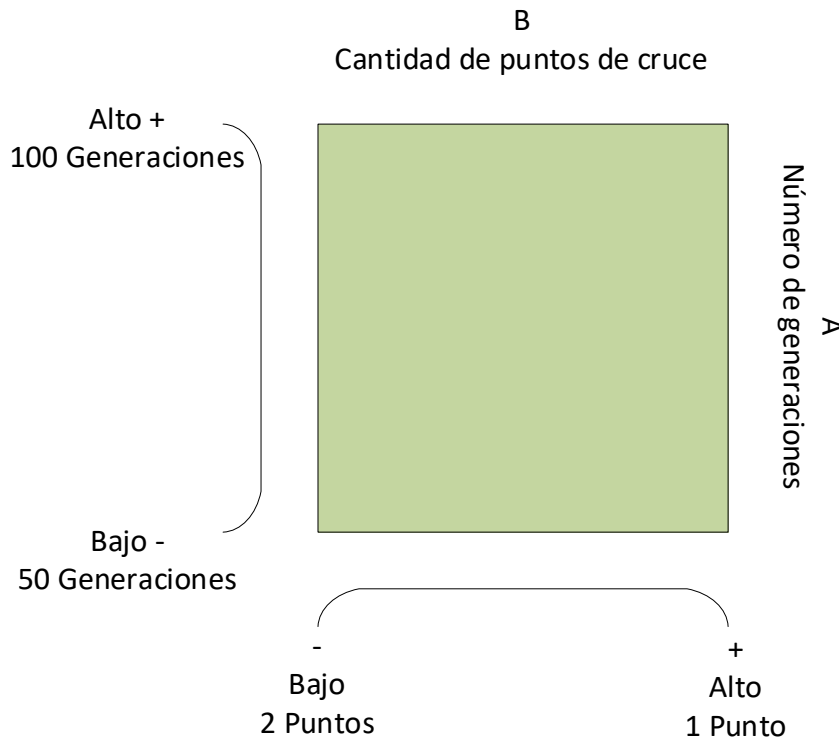 B
Cantidad de puntos de cruce
Alto +
100 Generaciones
A
Número de generaciones
Bajo -
50 Generaciones
-
Bajo
2 Puntos
+
Alto
1 Punto